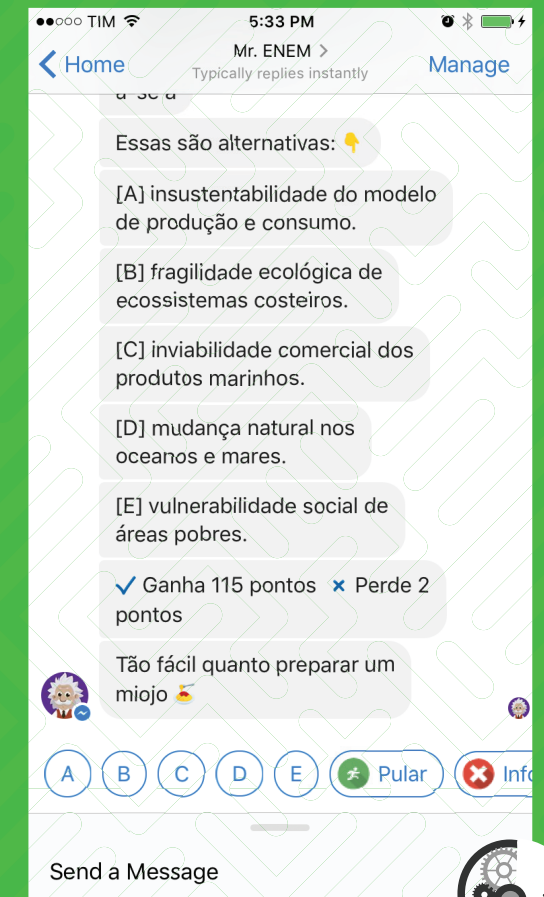 TIM 5:33 PM
Mr. ENEM
Home Typically replies instantly Manage
Essas são alternativas:
[A] insustentabilidade do modelo
de produção e consumo.
[B] fragilidade ecológica de
ecossistemas costeiros.
[C] inviabilidade comercial dos
produtos marinhos.
[D] mudança natural nos
oceanos e mares.
[E] vulnerabilidade social de
áreas pobres.
Ganha 115 pontos Perde 2
pontos
Tão fácil quanto preparar um
miojo
A B C D E Pular
Send a Message